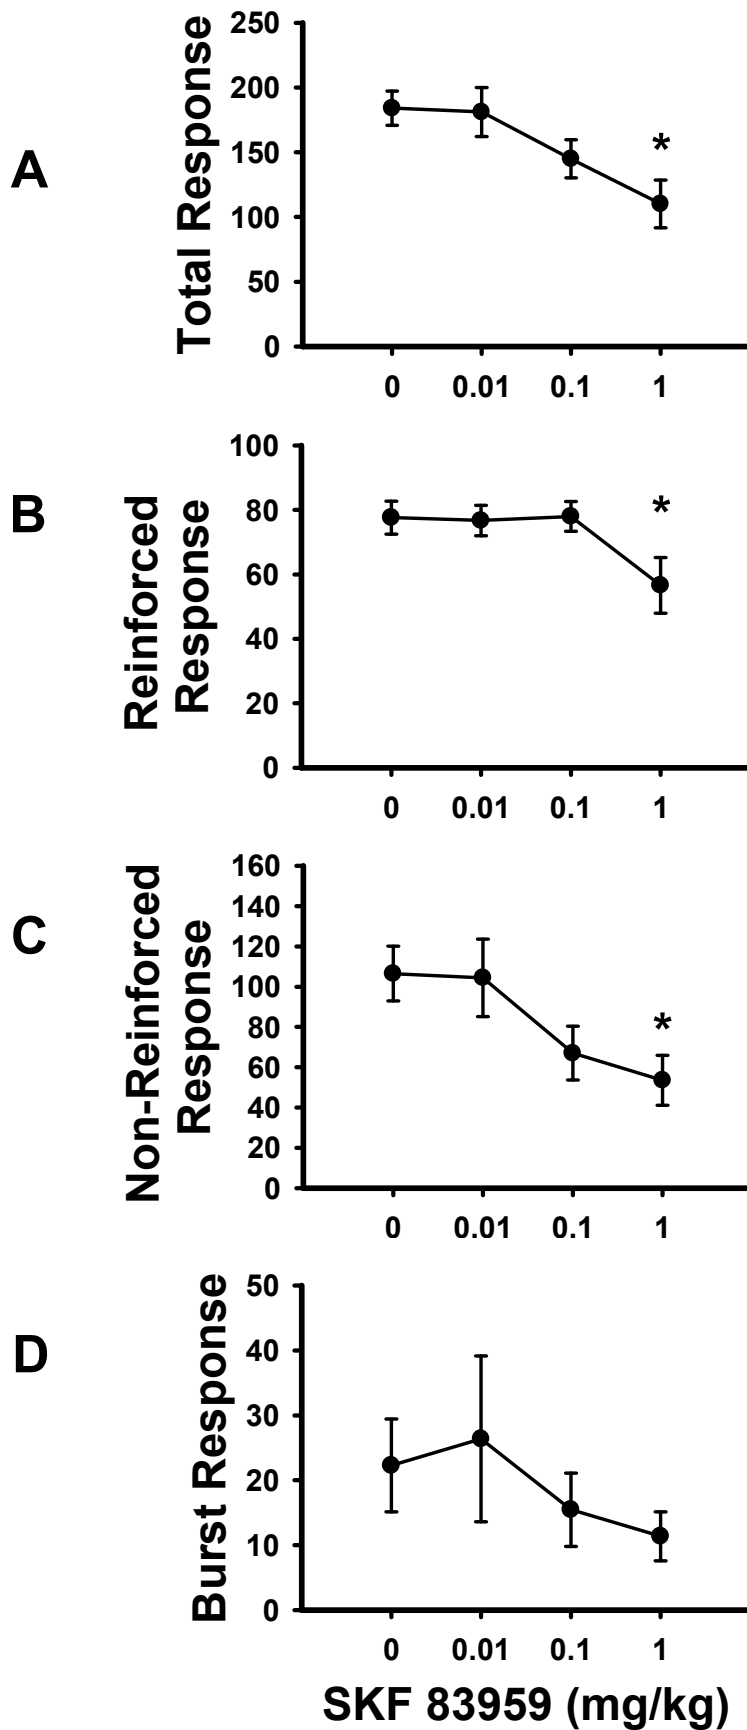 A
Total Response
250
200
150
100
50
0
*
0 0.01 0.1 1
B
Reinforced
Response
100
80
60
40
20
0
*
0 0.01 0.1 1
C
Non-Reinforced
Response
160
140
120
100
80
60
40
20
0
*
0 0.01 0.1 1
D
Burst Response
50
40
30
20
10
0
0 0.01 0.1 1
SKF 83959 (mg/kg)